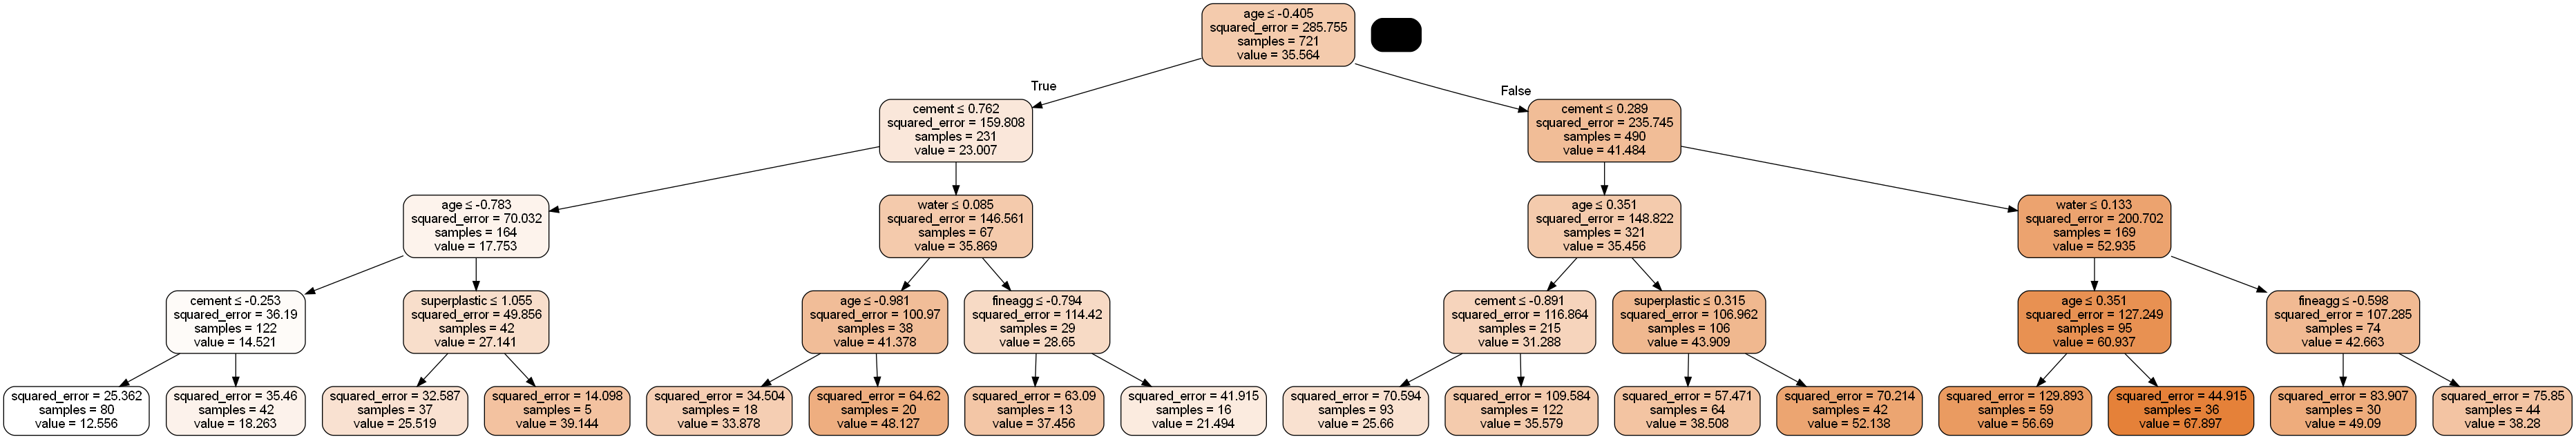 age ≤ -0.405
squared_error = 285.755
samples = 721
value = 35.564
True
False
cement ≤ 0.762
squared_error = 159.808
samples = 231
value = 23.007
cement ≤ 0.289
squared_error = 235.745
samples = 490
value = 41.484
age ≤ -0.783
squared_error = 70.032
samples = 164
value = 17.753
water ≤ 0.085
squared_error = 146.561
samples = 67
value = 35.869
age ≤ 0.351
squared_error = 148.822
samples = 321
value = 35.456
water ≤ 0.133
squared_error = 200.702
samples = 169
value = 52.935
cement ≤ -0.253
squared_error = 36.19
samples = 122
value = 14.521
superplastic ≤ 1.055
squared_error = 49.856
samples = 42
value = 27.141
age ≤ -0.981
squared_error = 100.97
samples = 38
value = 41.378
fineagg ≤ -0.794
squared_error = 114.42
samples = 29
value = 28.65
cement ≤ -0.891
squared_error = 116.864
samples = 215
value = 31.288
superplastic ≤ 0.315
squared_error = 106.962
samples = 106
value = 43.909
age ≤ 0.351
squared_error = 127.249
samples = 95
value = 60.937
fineagg ≤ -0.598
squared_error = 107.285
samples = 74
value = 42.663
squared_error = 25.362
samples = 80
value = 12.556
squared_error = 35.46
samples = 42
value = 18.263
squared_error = 32.587
samples = 37
value = 25.519
squared_error = 14.098
samples = 5
value = 39.144
squared_error = 34.504
samples = 18
value = 33.878
squared_error = 64.62
samples = 20
value = 48.127
squared_error = 63.09
samples = 13
value = 37.456
squared_error = 41.915
samples = 16
value = 21.494
squared_error = 70.594
samples = 93
value = 25.66
squared_error = 109.584
samples = 122
value = 35.579
squared_error = 57.471
samples = 64
value = 38.508
squared_error = 70.214
samples = 42
value = 52.138
squared_error = 129.893
samples = 59
value = 56.69
squared_error = 44.915
samples = 36
value = 67.897
squared_error = 83.907
samples = 30
value = 49.09
squared_error = 75.85
samples = 44
value = 38.28